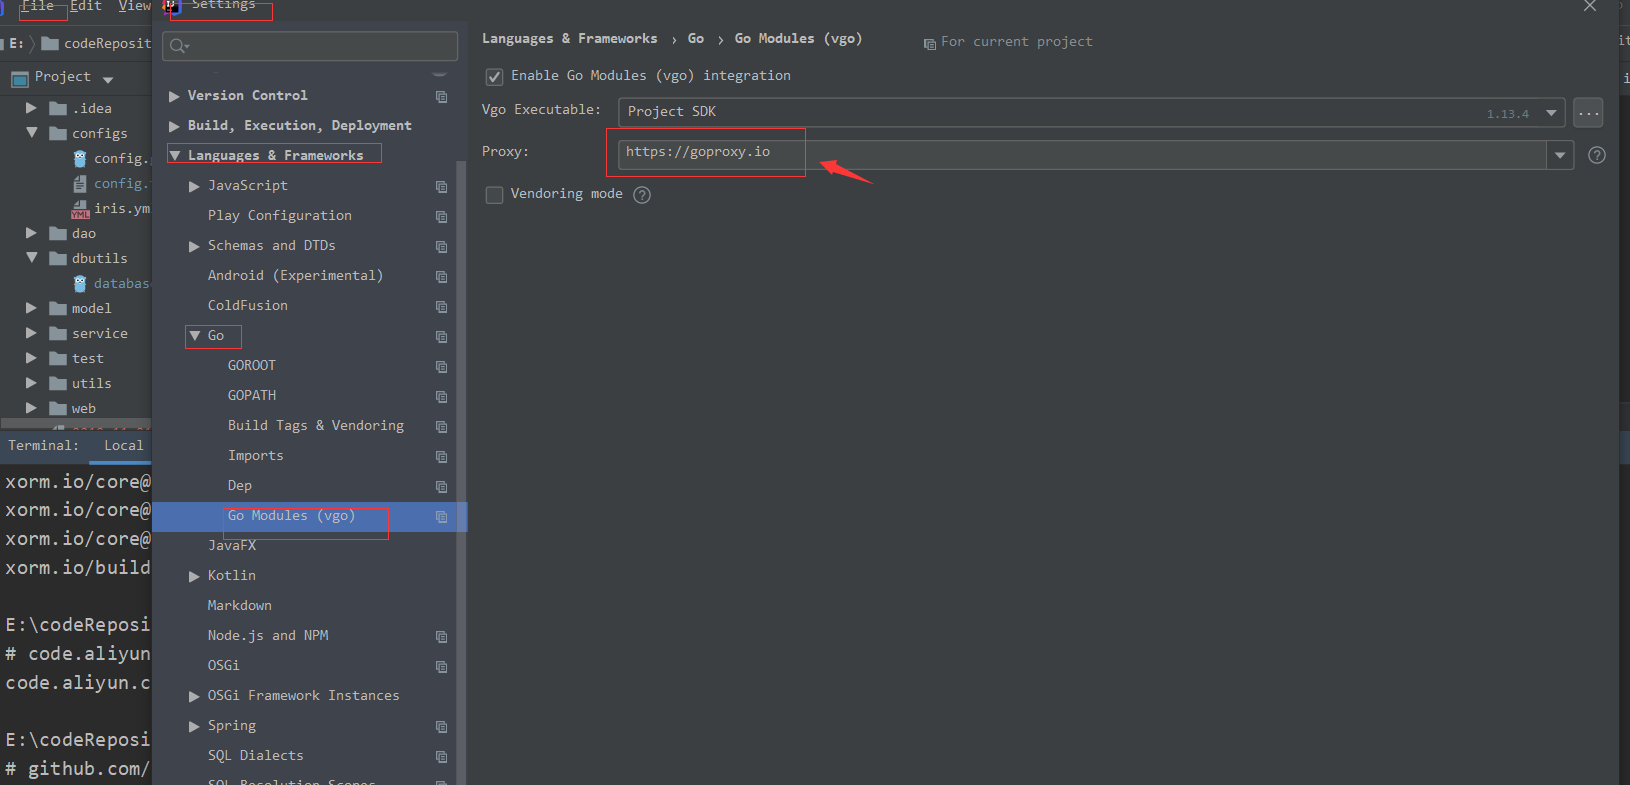 File Edit View
E: codeReposit
Project
.idea
configs
config.
config.
iris.ym
dao
dbutils
databas
model
service
test
utils
web
Terminal: Local
xorm.io/core@
xorm.io/core@
xorm.io/core@
xorm.io/build
E:\codeReposi
# code.aliyun
code.aliyun.c
E:\codeReposi
# github.com/
Settings
Version Control
Build, Execution, Deployment
Languages & Frameworks
JavaScript
Play Configuration
Schemas and DTDs
Android (Experimental)
ColdFusion
Go
GOROOT
GOPATH
Build Tags & Vendoring
Imports
Dep
Go Modules (vgo)
JavaFX
Kotlin
Markdown
Node.js and NPM
OSGi
OSGi Framework Instances
Spring
SQL Dialects
SQL Resolution Scopes
Languages & Frameworks › Go › Go Modules (vgo) For current project
Enable Go Modules (vgo) integration
Vgo Executable: Project SDK 1.13.4 ...
Proxy: https://goproxy.io ?
Vendoring mode ?